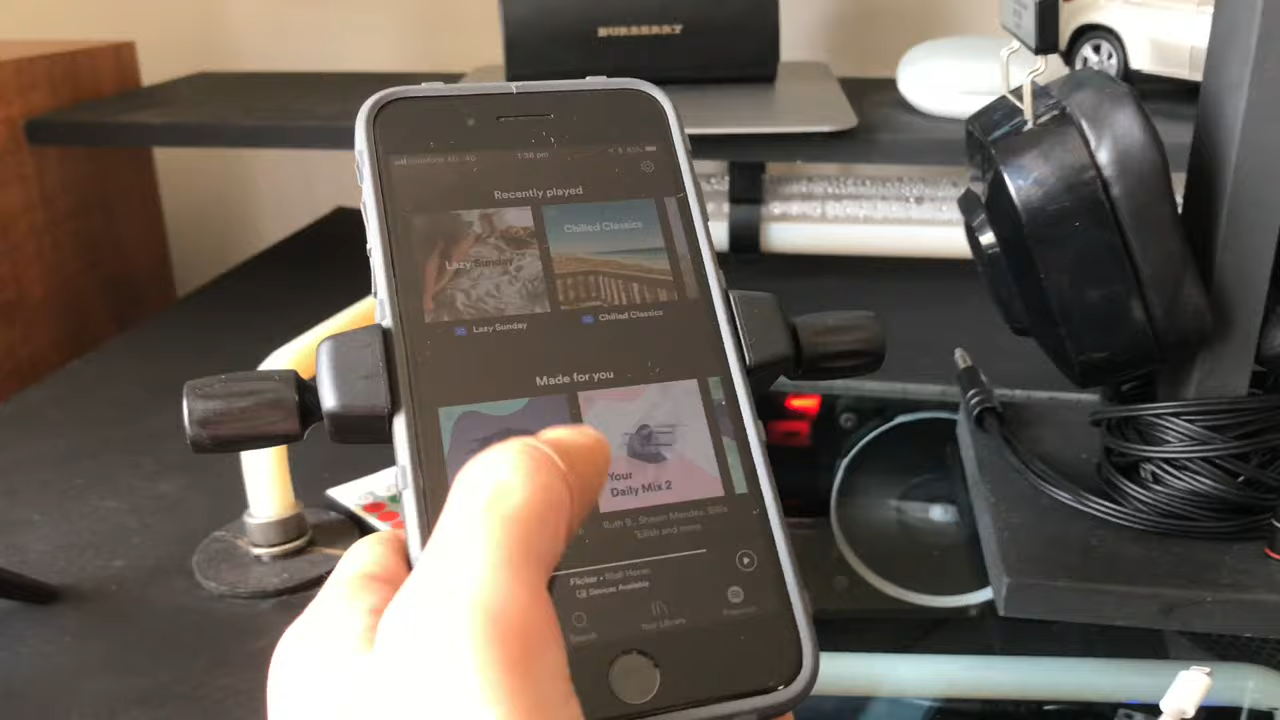 BURBERRY
1:36 pm
Recently played
Lazy Sunday
Chilled Classics
Lazy Sunday
Chilled Classics
Made for you
Your
Daily Mix 2
Ruth B., Shawn Mendes, Billie
Eilish and more
Flicker • Niall Horan
Devices Available
Search
Your Library
Premium